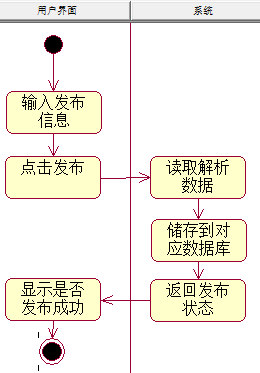 用户界面
系统
输入发布
信息
点击发布
读取解析
数据
储存到对
应数据库
返回发布
状态
显示是否
发布成功